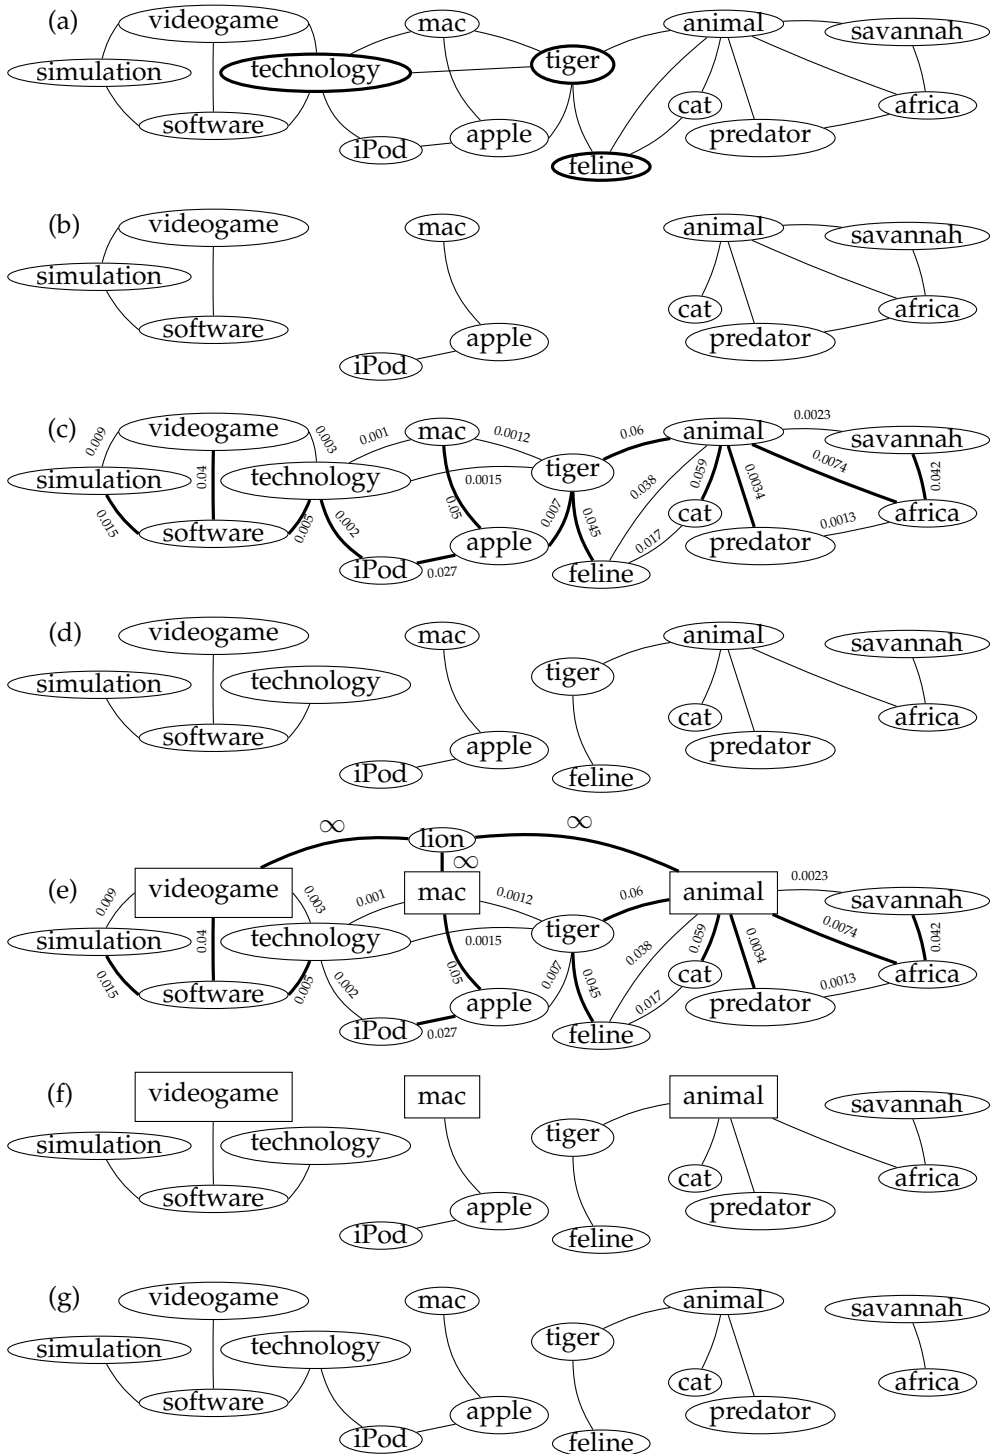 (a) videogame mac animal savannah
simulation technology tiger
cat africa
software iPod apple predator
feline
(b) videogame mac animal savannah
simulation
software cat africa
iPod apple predator
(c) videogame mac animal savannah
0.009 0.003 0.001 0.0012 0.06 0.0023
simulation technology tiger
0.04 0.0015 0.038 0.059 0.0034 0.0074 0.042
0.015 0.005 0.002 0.05 0.007 0.045 0.017 cat 0.0013 africa
software iPod 0.027 apple feline predator
(d) videogame mac animal savannah
simulation technology tiger
cat africa
software iPod apple feline predator
∞ lion ∞
∞
(e) videogame mac animal savannah
0.009 0.003 0.001 0.0012 0.06 0.0023
simulation technology tiger
0.04 0.0015 0.038 0.059 0.0034 0.0074 0.042
0.015 0.005 0.002 0.05 0.007 0.045 0.017 cat 0.0013 africa
software iPod 0.027 apple feline predator
(f) videogame mac animal savannah
simulation technology tiger
cat africa
software iPod apple feline predator
(g) videogame mac animal savannah
simulation technology tiger
cat africa
software iPod apple feline predator